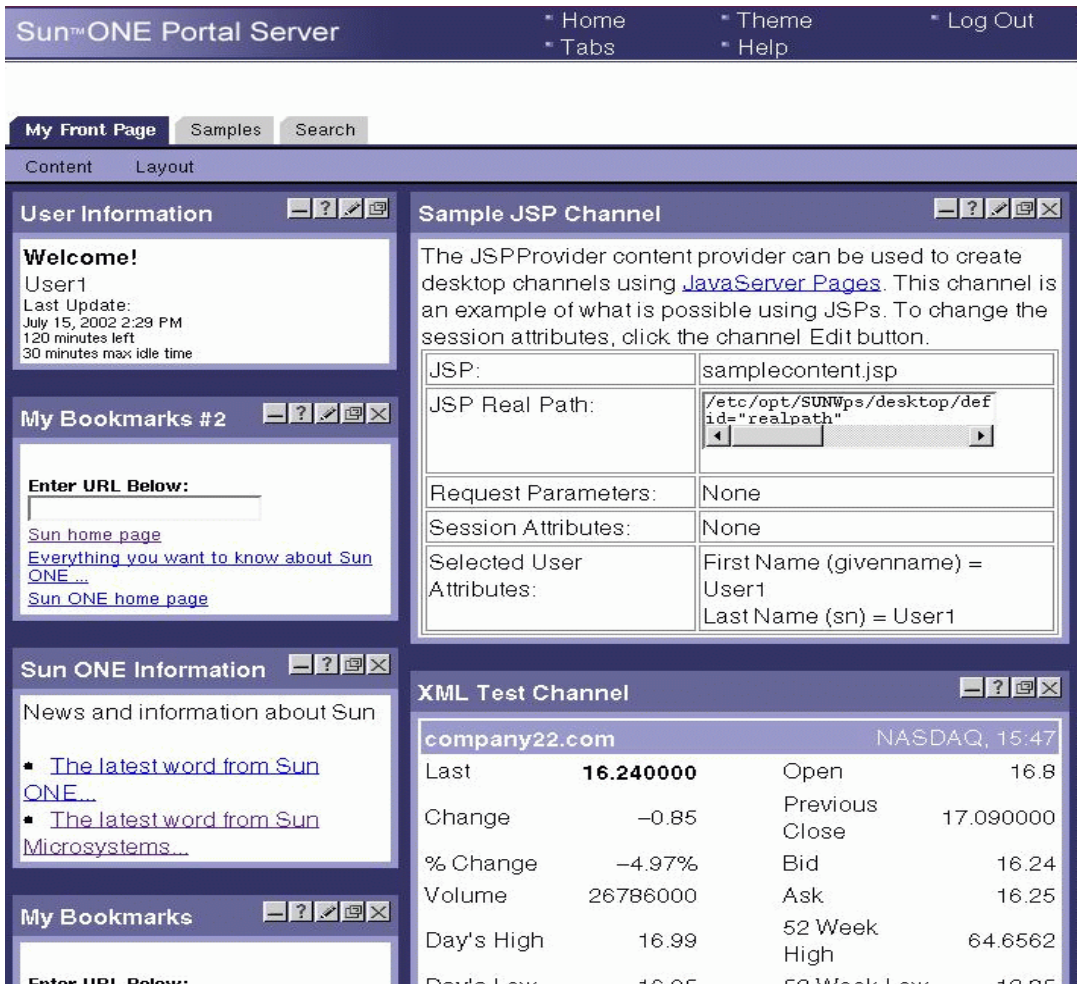 Sun™ONE Portal Server
Home
Theme
Log Out
Tabs
Help
My Front Page
Samples
Search
Content
Layout
User Information
Welcome!
User1
Last Update:
July 15, 2002 2:29 PM
120 minutes left
30 minutes max idle time
My Bookmarks #2
Enter URL Below:
Sun home page
Everything you want to know about Sun
ONE ...
Sun ONE home page
Sun ONE Information
News and information about Sun
The latest word from Sun
ONE...
The latest word from Sun
Microsystems...
My Bookmarks
Enter URL Below:
Sample JSP Channel
The JSPProvider content provider can be used to create
desktop channels using JavaServer Pages. This channel is
an example of what is possible using JSPs. To change the
session attributes, click the channel Edit button.
JSP: samplecontent.jsp
JSP Real Path: /etc/opt/SUNWps/desktop/def
id="realpath"
Request Parameters: None
Session Attributes: None
Selected User First Name (givenname) =
Attributes: User1
Last Name (sn) = User1
XML Test Channel
company22.com NASDAQ, 15:47
Last 16.240000 Open 16.8
Change -0.85 Previous
Close 17.090000
% Change -4.97% Bid 16.24
Volume 26786000 Ask 16.25
Day's High 16.99 52 Week
High 64.6562